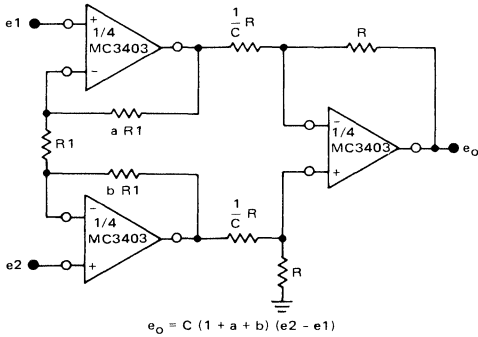 e1
+
1/4
MC3403
−
1/C R
R
a R1
R1
b R1
−
1/4
MC3403
+
e2
−
1/4
MC3403
+
eo
1/C R
R
eo = C (1 + a + b) (e2 − e1)